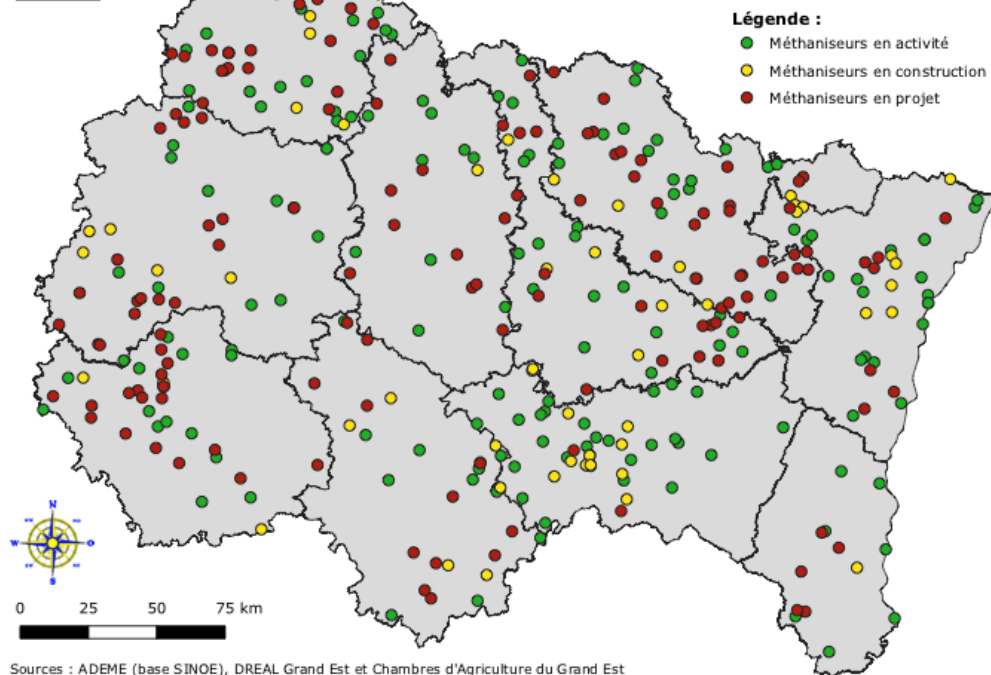 Légende :
Méthaniseurs en activité
Méthaniseurs en construction
Méthaniseurs en projet
N
W
O
S
0 25 50 75 km
Sources : ADEME (base SINOE), DREAL Grand Est et Chambres d'Agriculture du Grand Est